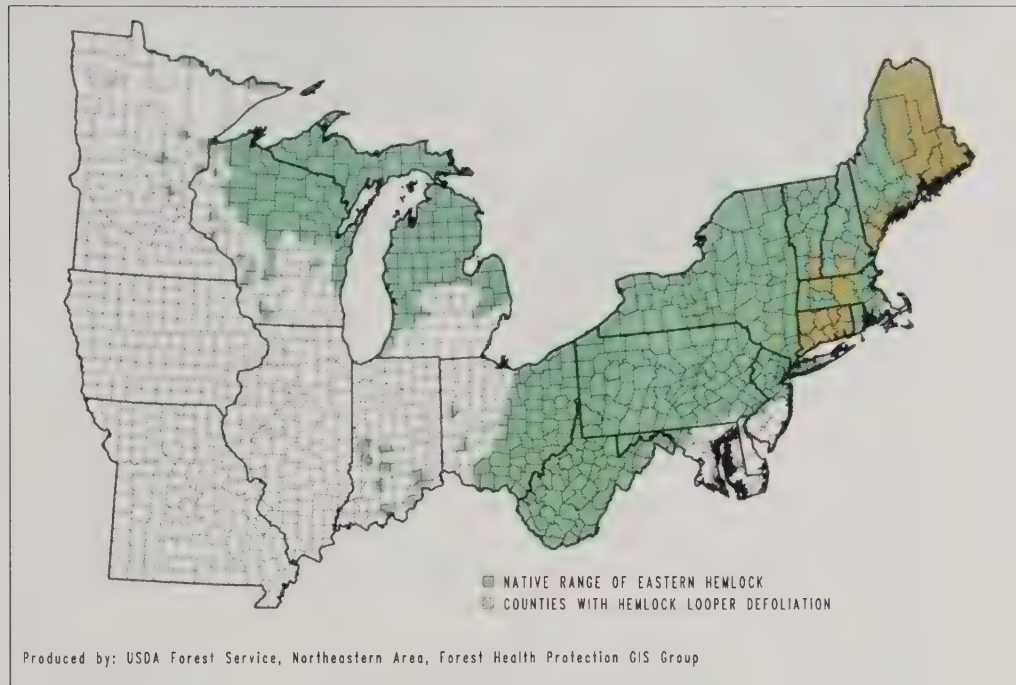 NATIVE RANGE OF EASTERN HEMLOCK
COUNTIES WITH HEMLOCK LOOPER DEFOLIATION
Produced by: USDA Forest Service, Northeastern Area, Forest Health Protection GIS Group